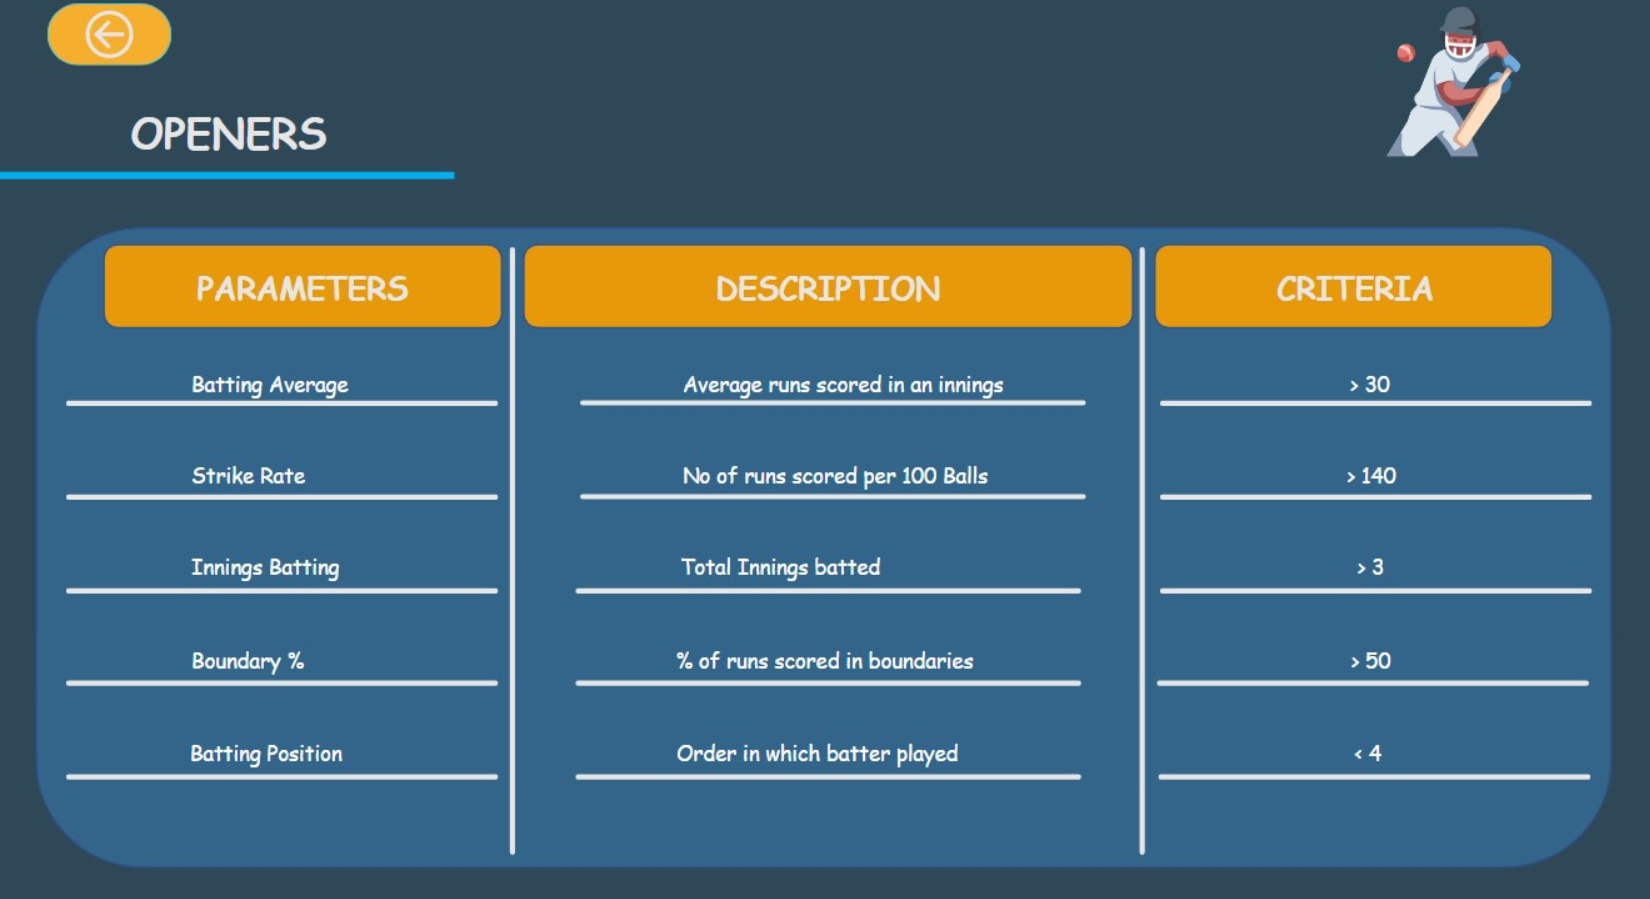 OPENERS
PARAMETERS DESCRIPTION CRITERIA
Batting Average Average runs scored in an innings > 30
Strike Rate No of runs scored per 100 Balls > 140
Innings Batting Total Innings batted > 3
Boundary % % of runs scored in boundaries > 50
Batting Position Order in which batter played < 4